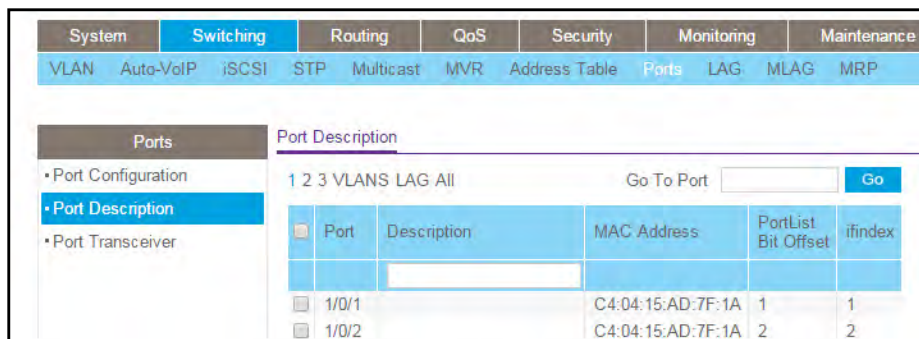 System Switching Routing QoS Security Monitoring Maintenance
VLAN Auto-VoIP iSCSI STP Multicast MVR Address Table Ports LAG MLAG MRP
Ports
• Port Configuration
• Port Description
• Port Transceiver
Port Description
1 2 3 VLANS LAG All Go To Port Go
Port Description MAC Address PortList Bit Offset ifindex
1/0/1 C4:04:15:AD:7F:1A 1 1
1/0/2 C4:04:15:AD:7F:1A 2 2